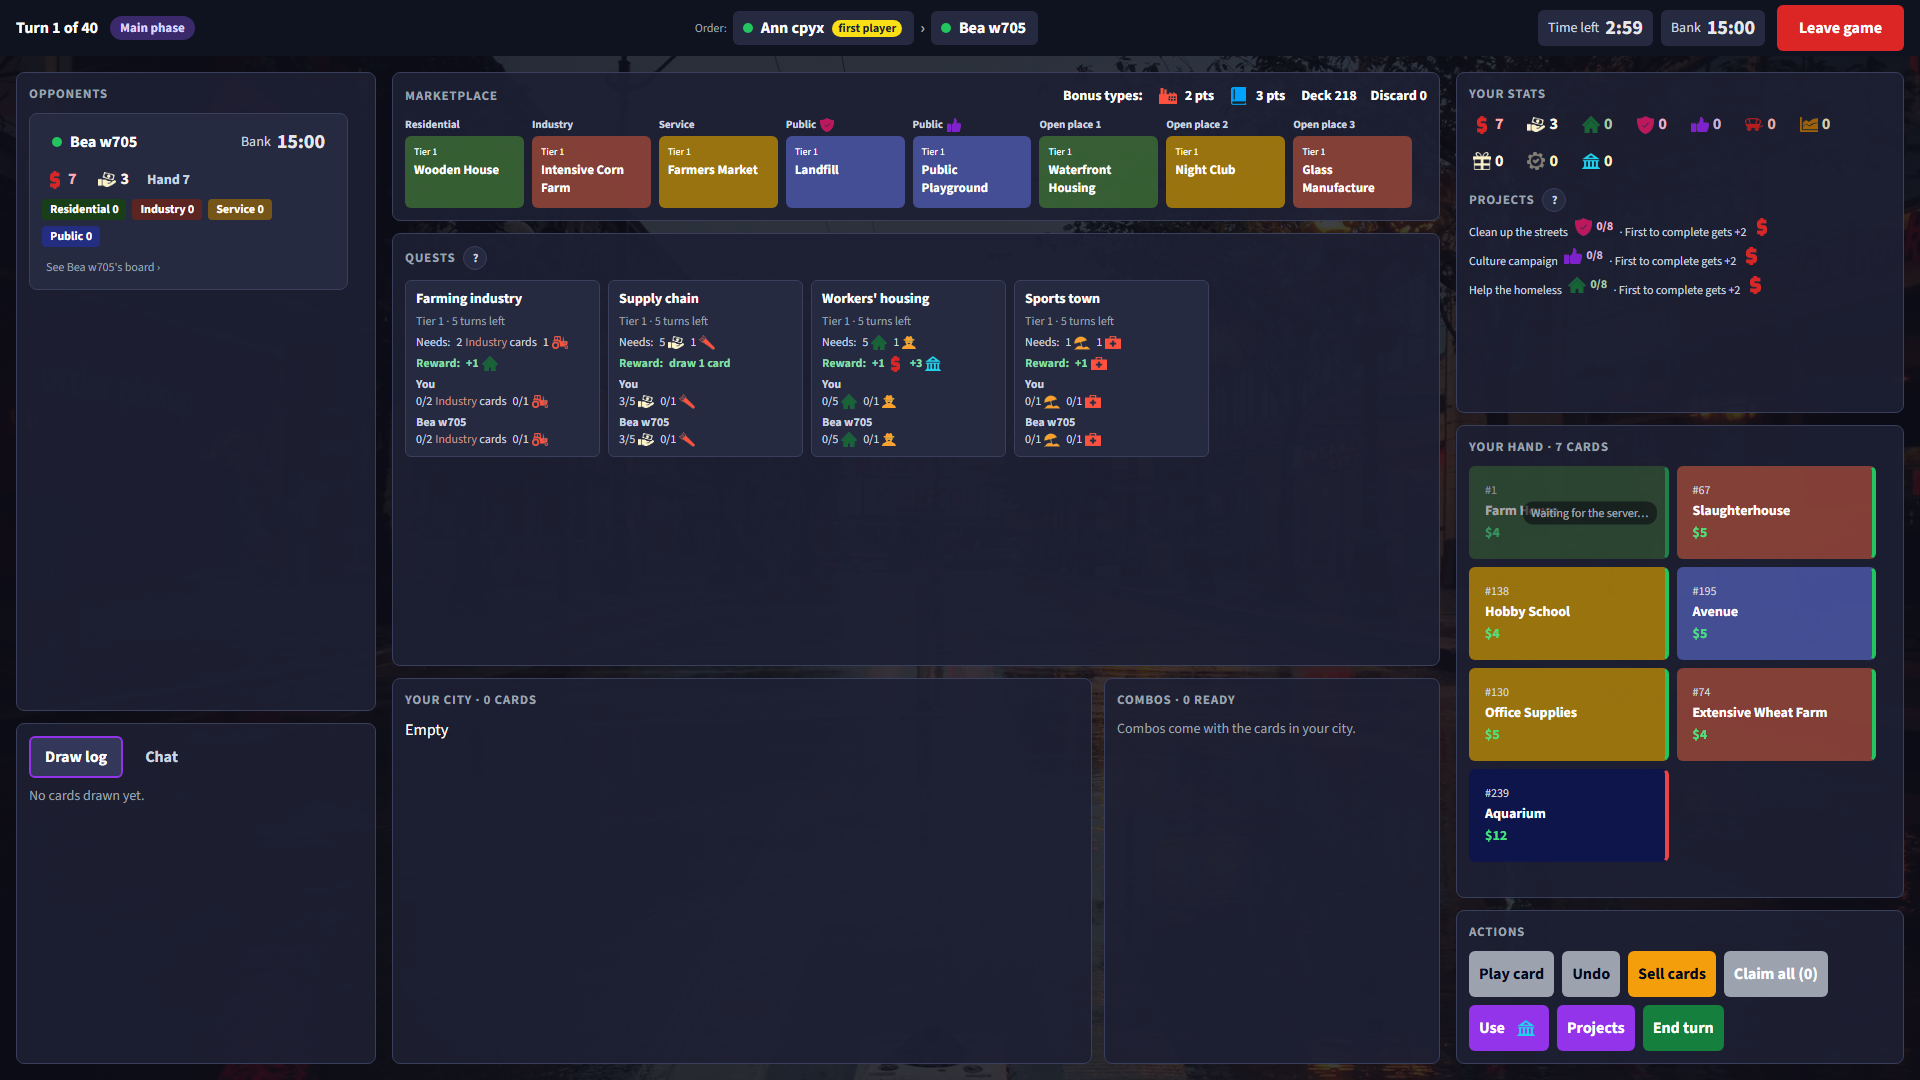 Turn 1 of 40 Main phase
Order: Ann cpyx first player › Bea w705
Time left 2:59 Bank 15:00 Leave game
OPPONENTS
Bea w705 Bank 15:00
7 3 Hand 7
Residential 0 Industry 0 Service 0
Public 0
See Bea w705's board ›
Draw log Chat
No cards drawn yet.
MARKETPLACE Bonus types: 2 pts 3 pts Deck 218 Discard 0
Residential Industry Service Public Public Open place 1 Open place 2 Open place 3
Tier 1 Tier 1 Tier 1 Tier 1 Tier 1 Tier 1 Tier 1 Tier 1
Wooden House Intensive Corn Farmers Market Landfill Public Waterfront Night Club Glass
Farm Playground Housing Manufacture
QUESTS ?
Farming industry
Tier 1 · 5 turns left
Needs: 2 Industry cards 1
Reward: +1
You
0/2 Industry cards 0/1
Bea w705
0/2 Industry cards 0/1
Supply chain
Tier 1 · 5 turns left
Needs: 5 1
Reward: draw 1 card
You
3/5 0/1
Bea w705
3/5 0/1
Workers' housing
Tier 1 · 5 turns left
Needs: 5 1
Reward: +1 +3
You
0/5 0/1
Bea w705
0/5 0/1
Sports town
Tier 1 · 5 turns left
Needs: 1 1
Reward: +1
You
0/1 0/1
Bea w705
0/1 0/1
YOUR CITY · 0 CARDS
Empty
COMBOS · 0 READY
Combos come with the cards in your city.
YOUR STATS
7 3 0 0 0 0 0
0 0 0
PROJECTS ?
Clean up the streets 0/8 · First to complete gets +2
Culture campaign 0/8 · First to complete gets +2
Help the homeless 0/8 · First to complete gets +2
YOUR HAND · 7 CARDS
#1
Farm Waiting for the server…
$4
#67
Slaughterhouse
$5
#138
Hobby School
$4
#195
Avenue
$5
#130
Office Supplies
$5
#74
Extensive Wheat Farm
$4
#239
Aquarium
$12
ACTIONS
Play card Undo Sell cards Claim all (0)
Use Projects End turn